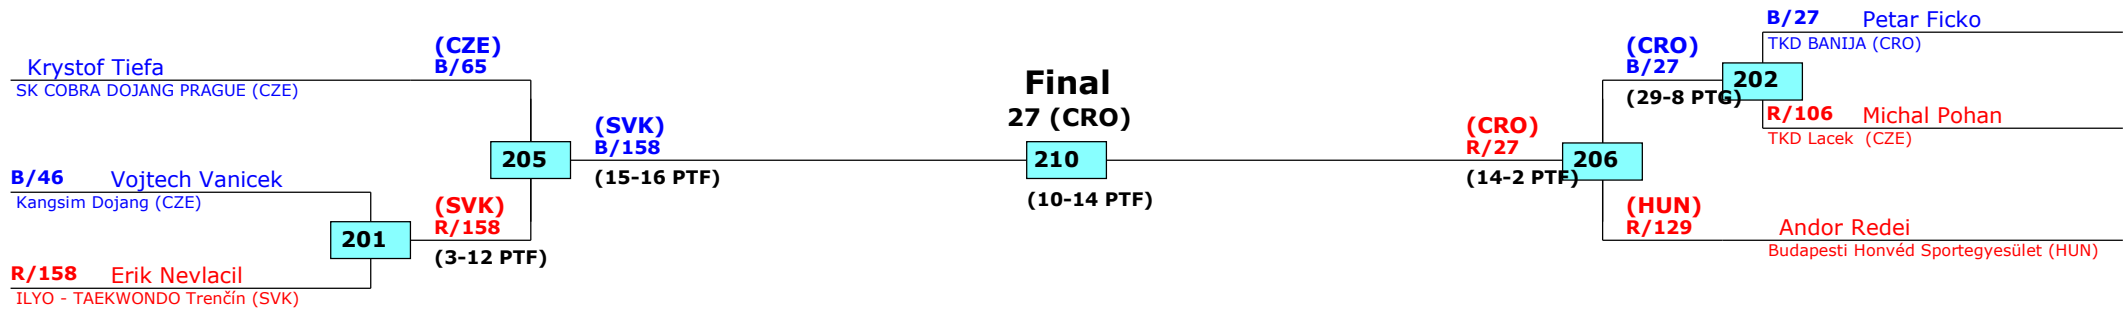 Krystof Tiefa
SK COBRA DOJANG PRAGUE (CZE)
(CZE)
B/65
B/46 Vojtech Vanicek
Kangsim Dojang (CZE)
201
R/158 Erik Nevlacil
ILYO - TAEKWONDO Trenčín (SVK)
(SVK)
R/158
(3-12 PTF)
205
(SVK)
B/158
(15-16 PTF)
Final
27 (CRO)
210
(10-14 PTF)
(CRO)
R/27
(14-2 PTF)
206
(CRO)
B/27
(29-8 PTG)
202
B/27 Petar Ficko
TKD BANIJA (CRO)
R/106 Michal Pohan
TKD Lacek (CZE)
(HUN)
R/129
Andor Redei
Budapesti Honvéd Sportegyesület (HUN)